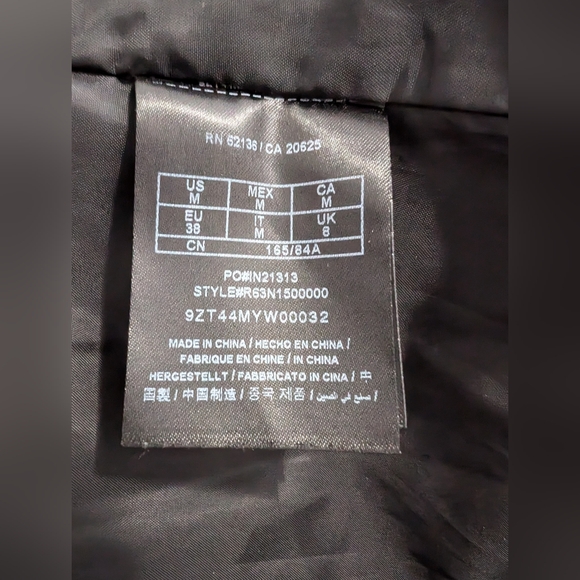 RN 62136 / CA 20625
US MEX CA
M M M
EU IT UK
38 M 8
CN 165/84A
PO#IN21313
STYLE#R63N1500000
9ZT44MYW00032
MADE IN CHINA / HECHO EN CHINA /
FABRIQUE EN CHINE / IN CHINA
HERGESTELLT / FABBRICATO IN CINA / 中
国製 / 中国制造 / 중국 제품 / صنع في الصين /